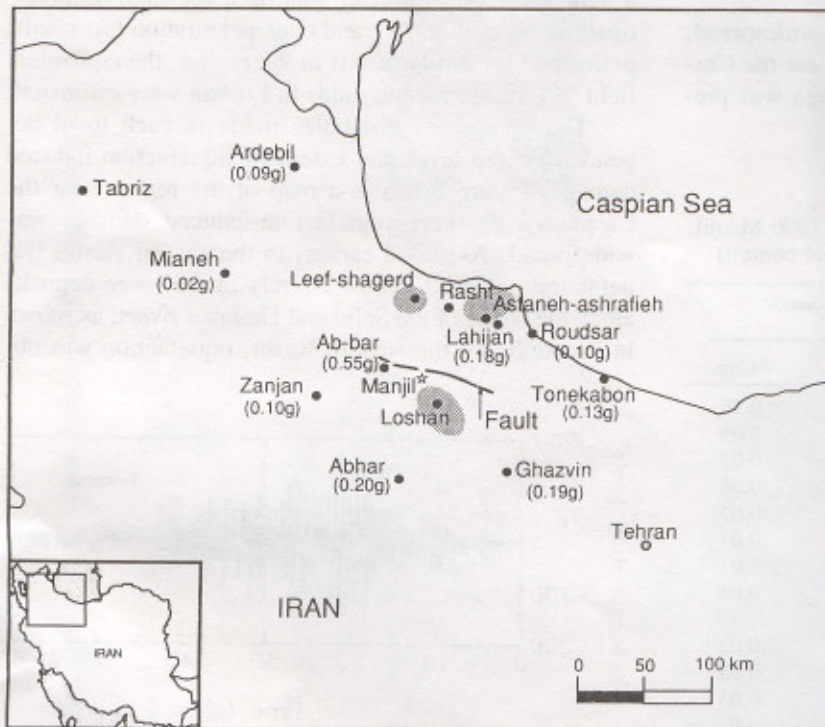 widespread,
Ardebil
(0.09g)
Tabriz
Caspian Sea
Mianeh
(0.02g)
Leef-shagerd
Rasht
Astaneh-ashrafieh
Lahijan
(0.18g)
Roudsar
(0.10g)
Ab-bar
(0.55g)
Manjil
Zanjan
(0.10g)
Tonekabon
(0.13g)
Loshan
Fault
Abhar
(0.20g)
Ghazvin
(0.19g)
Tehran
IRAN
IRAN
0 50 100 km